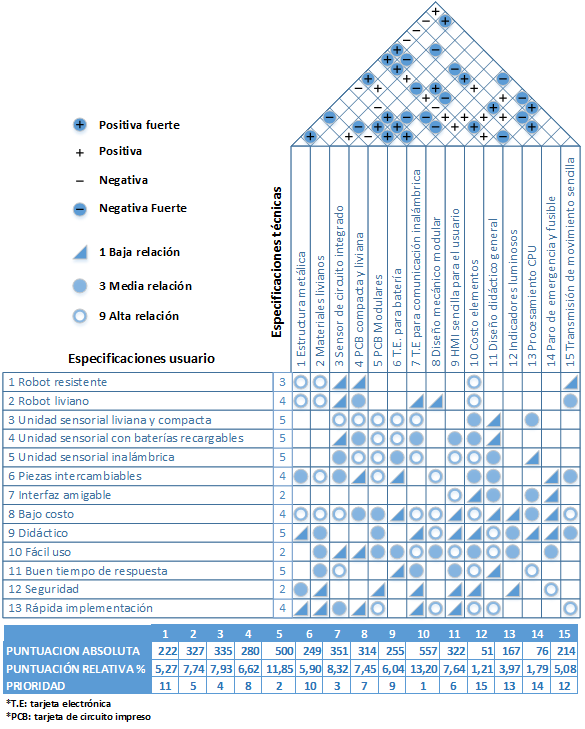 Positiva fuerte
Positiva
Negativa
Negativa Fuerte
1 Baja relación
3 Media relación
9 Alta relación
Especificaciones técnicas
1 Estructura metálica
2 Materiales livianos
3 Sensor de circuito integrado
4 PCB compacta y liviana
5 PCB Modulares
6 T.E. para batería
7 T.E para comunicación inalámbrica
8 Diseño mecánico modular
9 HMI sencilla para el usuario
10 Costo elementos
11 Diseño didáctico general
12 Indicadores luminosos
13 Procesamiento CPU
14 Paro de emergencia y fusible
15 Transmisión de movimiento sencilla
Especificaciones usuario
1 Robot resistente 3
2 Robot liviano 4
3 Unidad sensorial liviana y compacta 5
4 Unidad sensorial con baterías recargables 5
5 Unidad sensorial inalámbrica 5
6 Piezas intercambiables 4
7 Interfaz amigable 2
8 Bajo costo 4
9 Didáctico 5
10 Fácil uso 2
11 Buen tiempo de respuesta 5
12 Seguridad 2
13 Rápida implementación 4
1 2 3 4 5 6 7 8 9 10 11 12 13 14 15
PUNTUACION ABSOLUTA 222 327 335 280 500 249 351 314 255 557 322 51 167 76 214
PUNTUACIÓN RELATIVA % 5,27 7,74 7,93 6,62 11,85 5,90 8,32 7,45 6,04 13,20 7,64 1,21 3,97 1,79 5,08
PRIORIDAD 11 5 4 8 2 10 3 7 9 1 6 15 13 14 12
*T.E: tarjeta electrónica
*PCB: tarjeta de circuito impreso